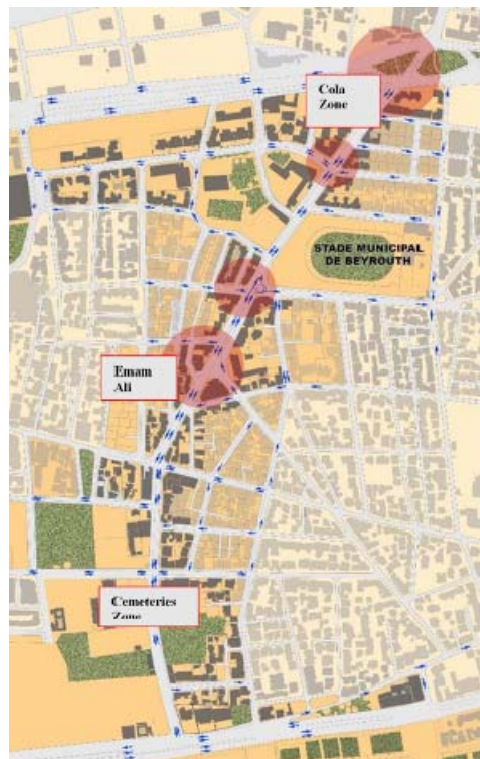 Cola
Zone
STADE MUNICIPAL
DE BEYROUTH
Emam
Ali
Cemeteries
Zone